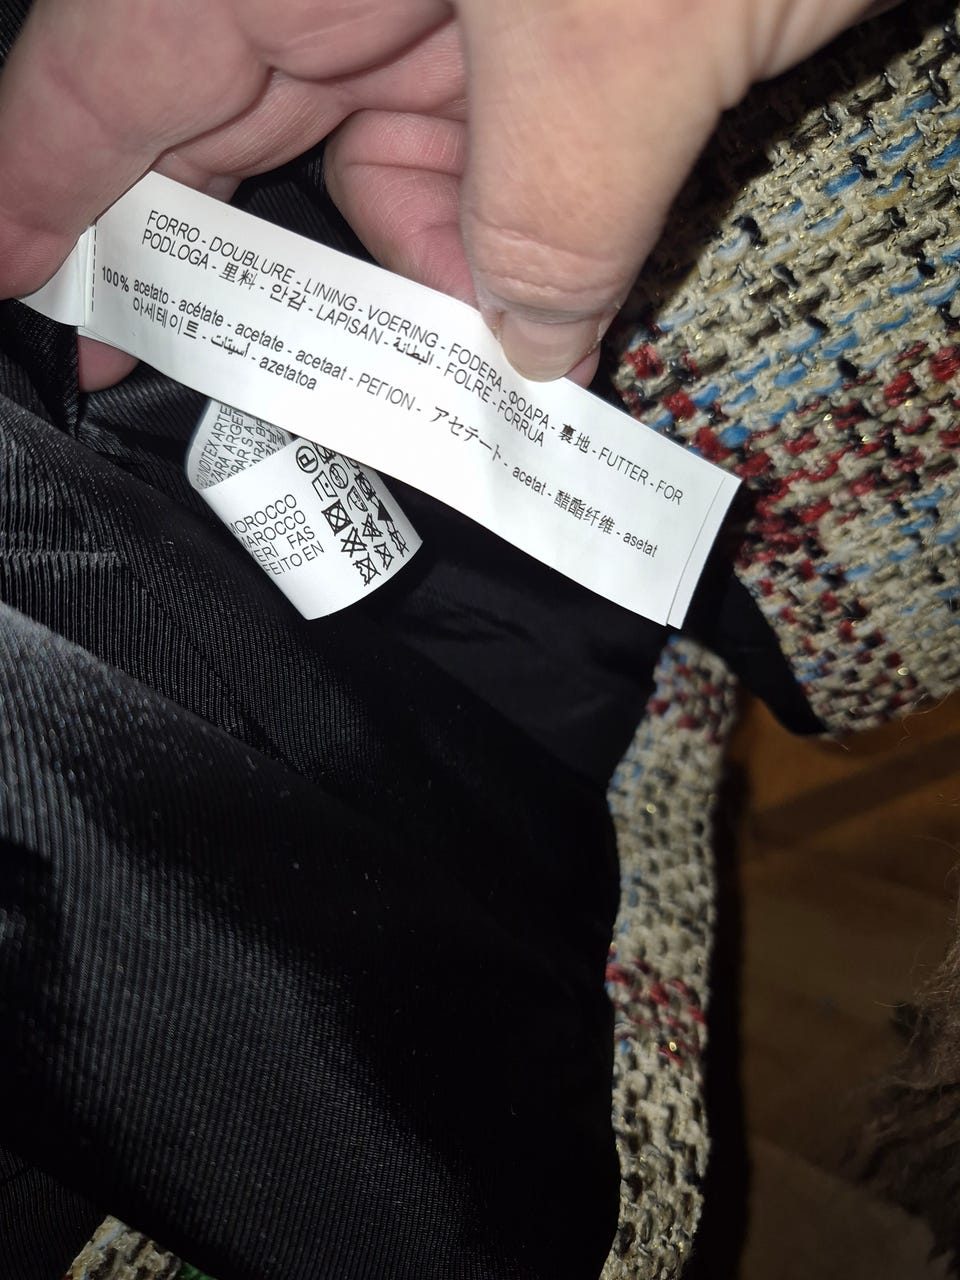 FORRO - DOUBLURE - LINING - VOERING - FODERA - ФОДРА - 裏地 - FUTTER - FOR
PODLOGA - 里料 - 안감 - LAPISAN - البطانة - FOLRE - FORRUA
100% acetato - acétate - acetate - acetaat - РЕГІОН - アセテート - acetat - 醋酯纤维 - asetat
아세테이트 - أسيتات - azetatoa
MOROCCO
MAROCCO
FAS
FEITO EN